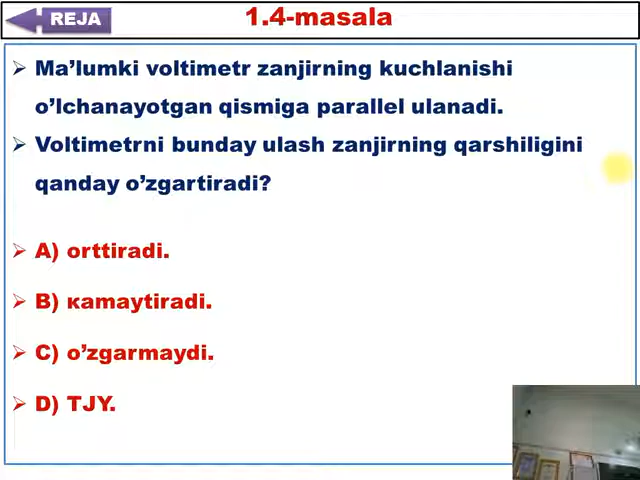 REJA
1.4-masala
Ma’lumki voltimetr zanjirning kuchlanishi
o’lchanayotgan qismiga parallel ulanadi.
Voltimetrni bunday ulash zanjirning qarshiligini
qanday o’zgartiradi?
A) orttiradi.
B) кamaytiradi.
C) o’zgarmaydi.
D) TJY.